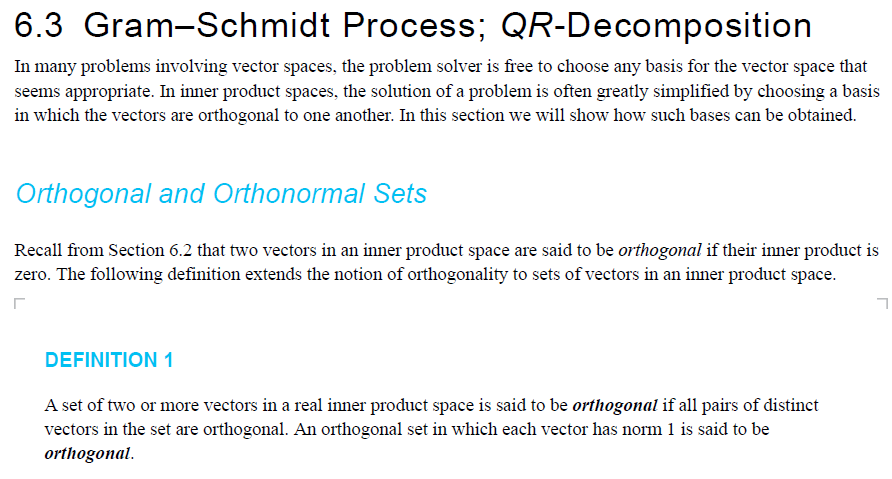 6.3 Gram–Schmidt Process; QR-Decomposition
In many problems involving vector spaces, the problem solver is free to choose any basis for the vector space that
seems appropriate. In inner product spaces, the solution of a problem is often greatly simplified by choosing a basis
in which the vectors are orthogonal to one another. In this section we will show how such bases can be obtained.
Orthogonal and Orthonormal Sets
Recall from Section 6.2 that two vectors in an inner product space are said to be orthogonal if their inner product is
zero. The following definition extends the notion of orthogonality to sets of vectors in an inner product space.
DEFINITION 1
A set of two or more vectors in a real inner product space is said to be orthogonal if all pairs of distinct
vectors in the set are orthogonal. An orthogonal set in which each vector has norm 1 is said to be
orthogonal.